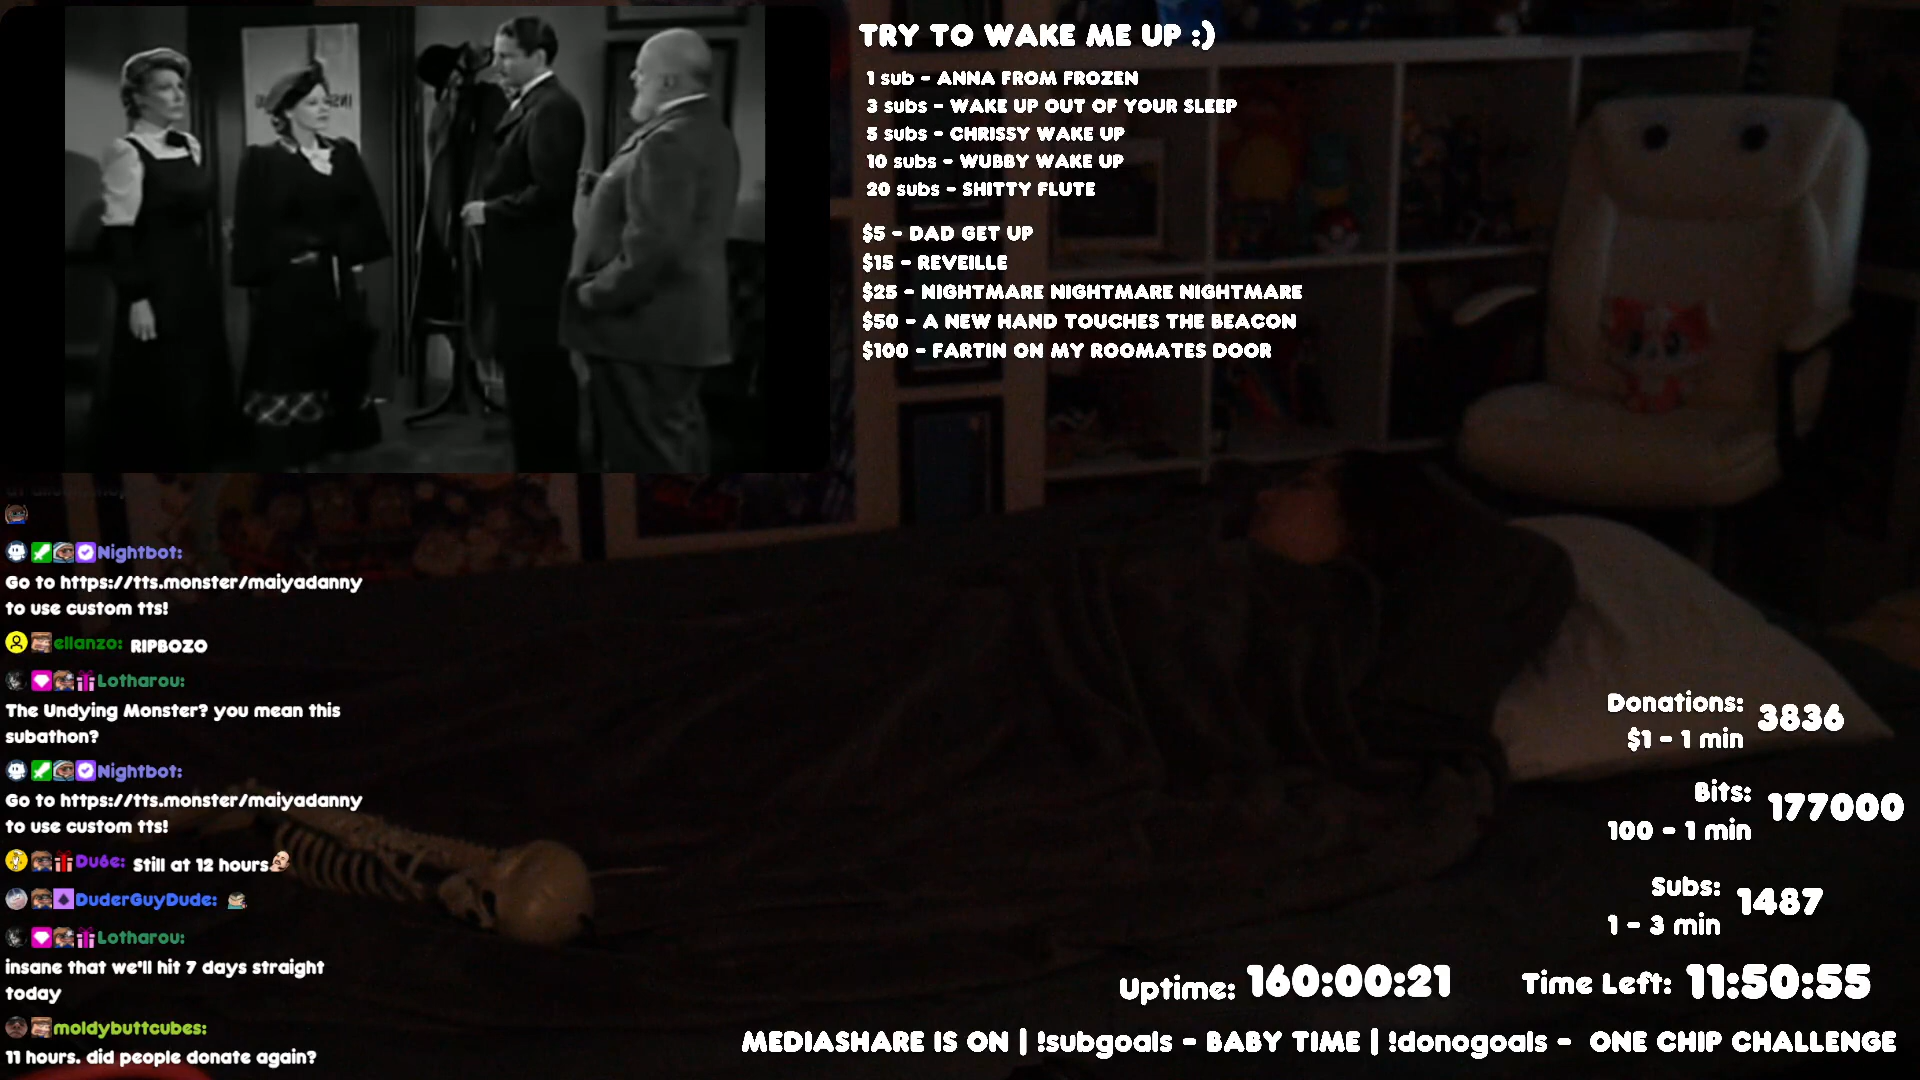 TRY TO WAKE ME UP :)
1 sub - ANNA FROM FROZEN
3 subs - WAKE UP OUT OF YOUR SLEEP
5 subs - CHRISSY WAKE UP
10 subs - WUBBY WAKE UP
20 subs - SHITTY FLUTE
$5 - DAD GET UP
$15 - REVEILLE
$25 - NIGHTMARE NIGHTMARE NIGHTMARE
$50 - A NEW HAND TOUCHES THE BEACON
$100 - FARTIN ON MY ROOMATES DOOR
Nightbot:
Go to https://tts.monster/maiyadanny
to use custom tts!
ellanzo: RIPBOZO
Lotharou:
The Undying Monster? you mean this
subathon?
Nightbot:
Go to https://tts.monster/maiyadanny
to use custom tts!
Du6e: Still at 12 hours
DuderGuyDude:
Lotharou:
insane that we'll hit 7 days straight
today
moldybuttcubes:
11 hours. did people donate again?
Donations: 3836
$1 - 1 min
Bits: 177000
100 - 1 min
Subs: 1487
1 - 3 min
Uptime: 160:00:21 Time Left: 11:50:55
MEDIASHARE IS ON | !subgoals - BABY TIME | !donogoals - ONE CHIP CHALLENGE